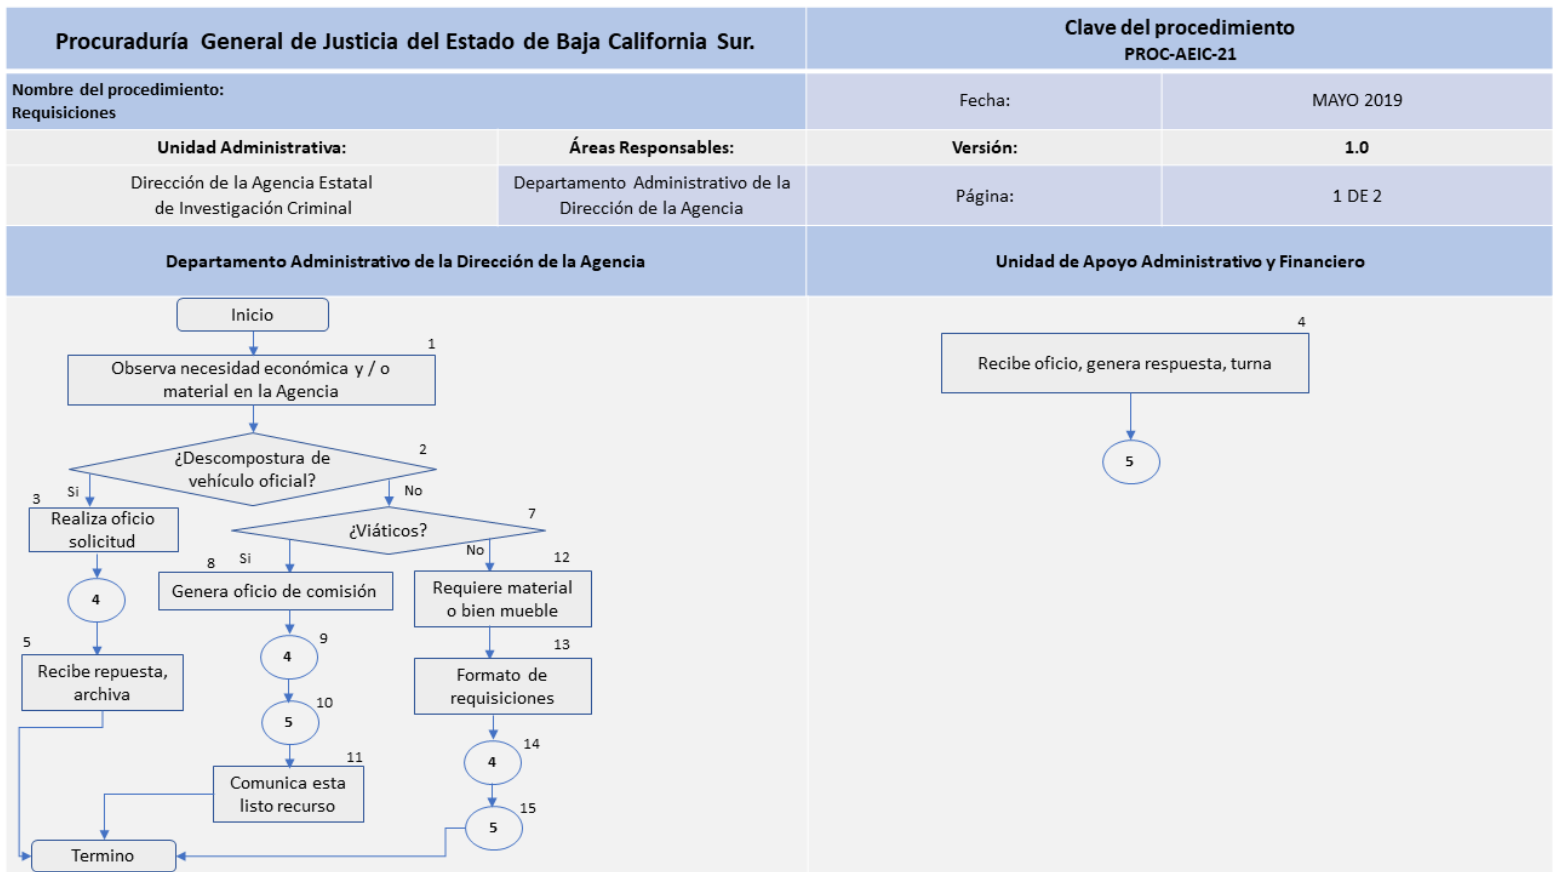 Procuraduría General de Justicia del Estado de Baja California Sur.
Clave del procedimiento
PROC-AEIC-21
Nombre del procedimiento:
Requisiciones
Fecha:
MAYO 2019
Unidad Administrativa:
Áreas Responsables:
Versión:
1.0
Dirección de la Agencia Estatal
de Investigación Criminal
Departamento Administrativo de la
Dirección de la Agencia
Página:
1 DE 2
Departamento Administrativo de la Dirección de la Agencia
Unidad de Apoyo Administrativo y Financiero
Inicio
1
Observa necesidad económica y / o
material en la Agencia
2
¿Descompostura de
vehículo oficial?
Si
No
3
Realiza oficio
solicitud
4
5
Recibe repuesta,
archiva
7
¿Viáticos?
Si
No
8
Genera oficio de comisión
9
4
10
5
11
Comunica esta
listo recurso
12
Requiere material
o bien mueble
13
Formato de
requisiciones
14
4
15
5
Termino
4
Recibe oficio, genera respuesta, turna
5